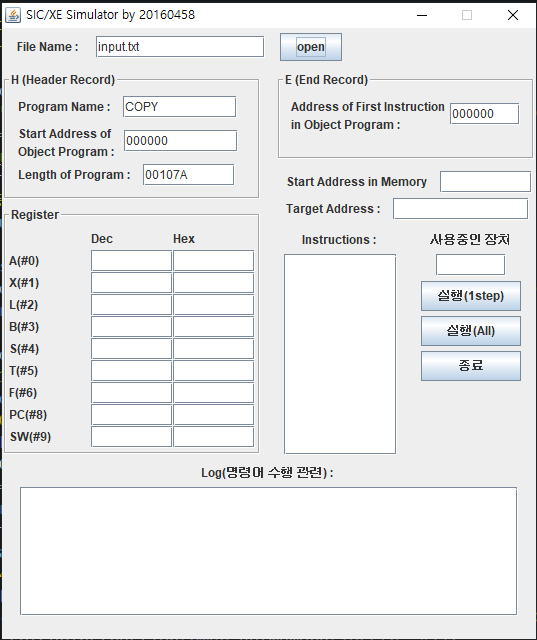 SIC/XE Simulator by 20160458
File Name : input.txt open
H (Header Record)
Program Name : COPY
Start Address of
Object Program : 000000
Length of Program : 00107A
E (End Record)
Address of First Instruction
in Object Program : 000000
Start Address in Memory
Target Address :
Register
Dec Hex
A(#0)
X(#1)
L(#2)
B(#3)
S(#4)
T(#5)
F(#6)
PC(#8)
SW(#9)
Instructions :
사용중인 장치
실행(1step)
실행(All)
종료
Log(명령어 수행 관련) :